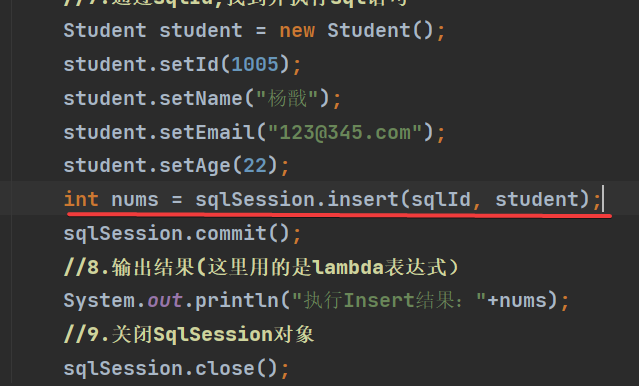 //7.通过SqlId,找到并执行Sql语句
Student student = new Student();
student.setId(1005);
student.setName("杨戬");
student.setEmail("123@345.com");
student.setAge(22);
int nums = sqlSession.insert(sqlId, student);
sqlSession.commit();
//8.输出结果(这里用的是lambda表达式）
System.out.println("执行Insert结果："+nums);
//9.关闭SqlSession对象
sqlSession.close();